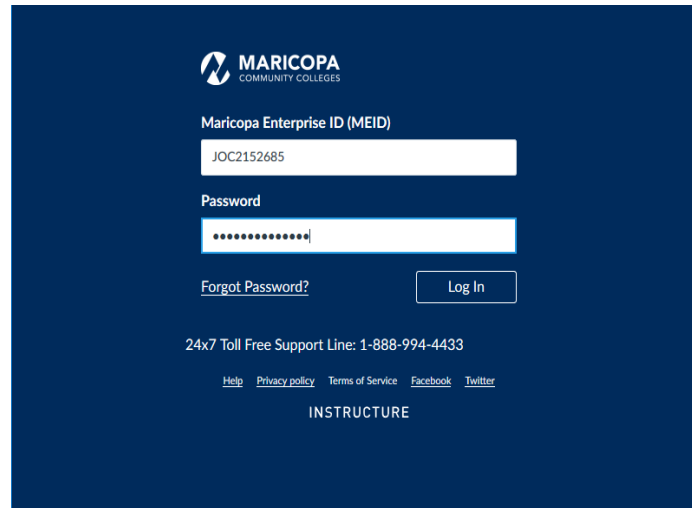 MARICOPA
COMMUNITY COLLEGES
Maricopa Enterprise ID (MEID)
JOC2152685
Password
••••••••••••••
Forgot Password?
Log In
24x7 Toll Free Support Line: 1-888-994-4433
Help Privacy policy Terms of Service Facebook Twitter
INSTRUCTURE